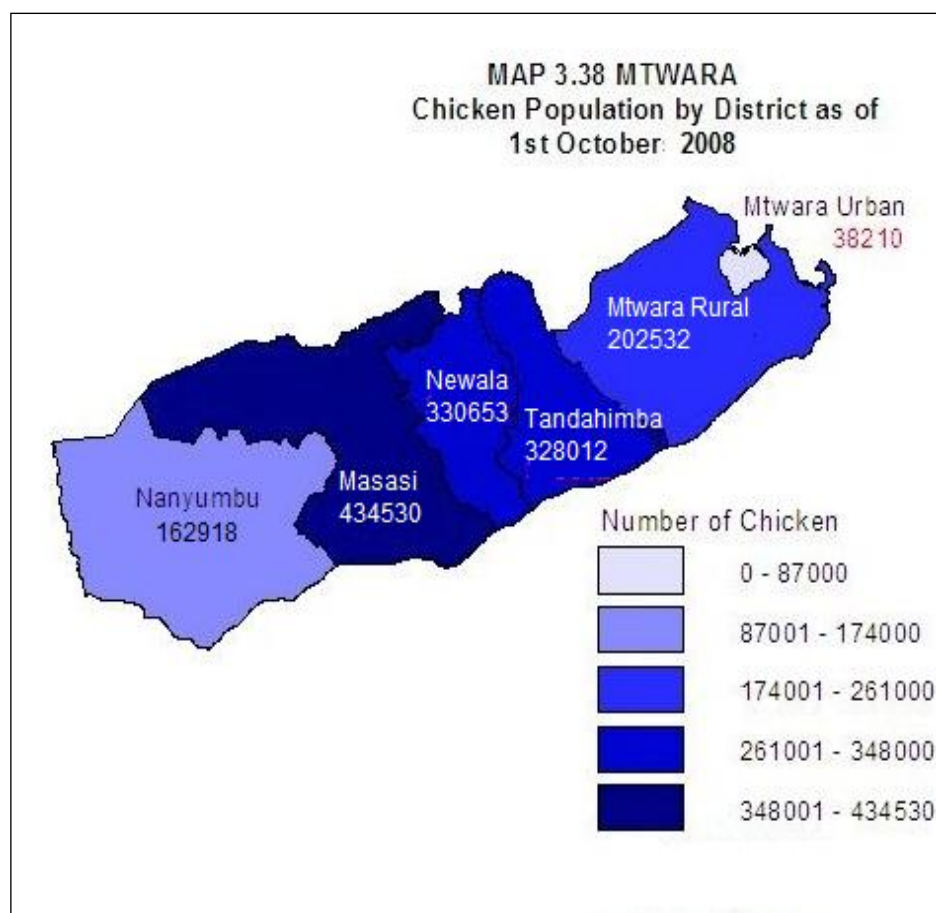 MAP 3.38 MTWARA
Chicken Population by District as of
1st October: 2008
Mtwara Urban
38210
Mtwara Rural
202532
Newala
330653
Tandahimba
328012
Masasi
434530
Nanyumbu
162918
Number of Chicken
0 - 87000
87001 - 174000
174001 - 261000
261001 - 348000
348001 - 434530